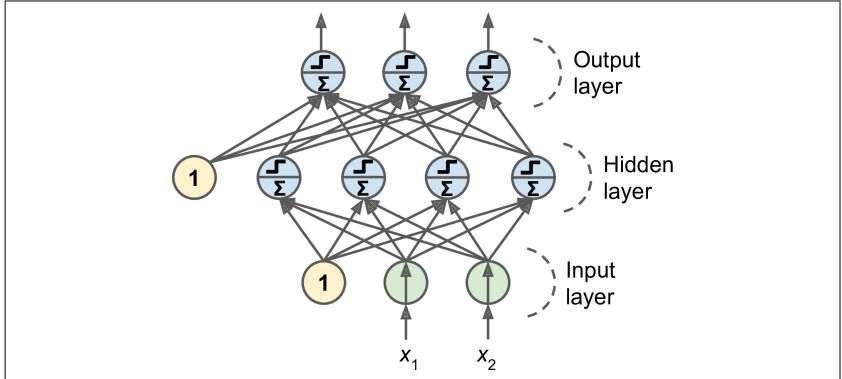 Σ Σ Σ
Output
layer
1 Σ Σ Σ Σ
Hidden
layer
1
Input
layer
x1 x2